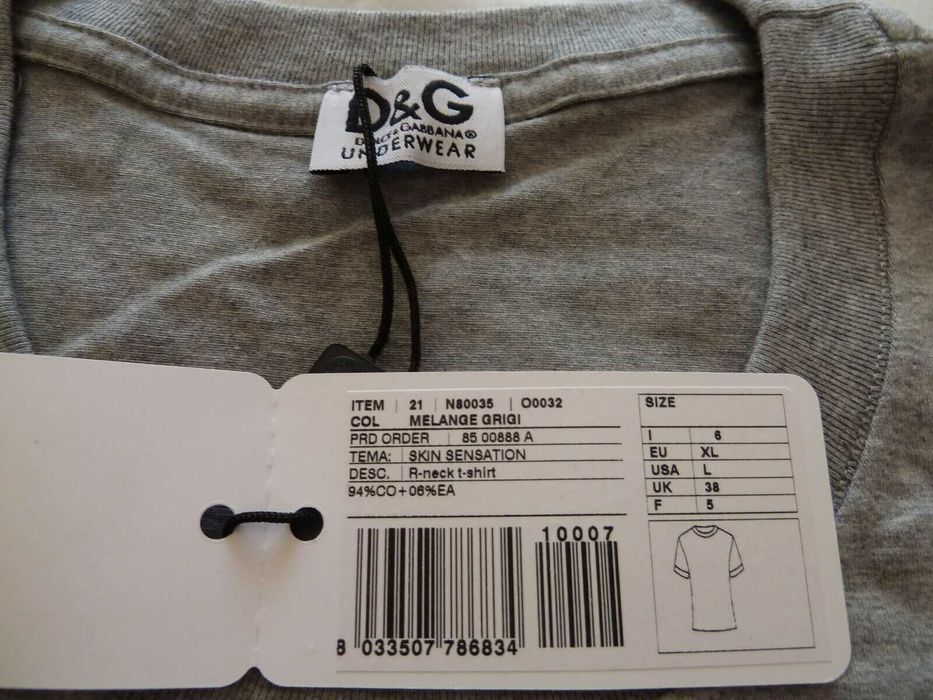 D&G
DOLCE & GABBANA®
UNDERWEAR
ITEM | 21 | N80035 | O0032
COL MELANGE GRIGI
PRD ORDER | 85 00888 A
TEMA: | SKIN SENSATION
DESC. | R-neck t-shirt
94%CO+06%EA
10007
8 033507 786834
SIZE
I | 6
EU | XL
USA | L
UK | 38
F | 5